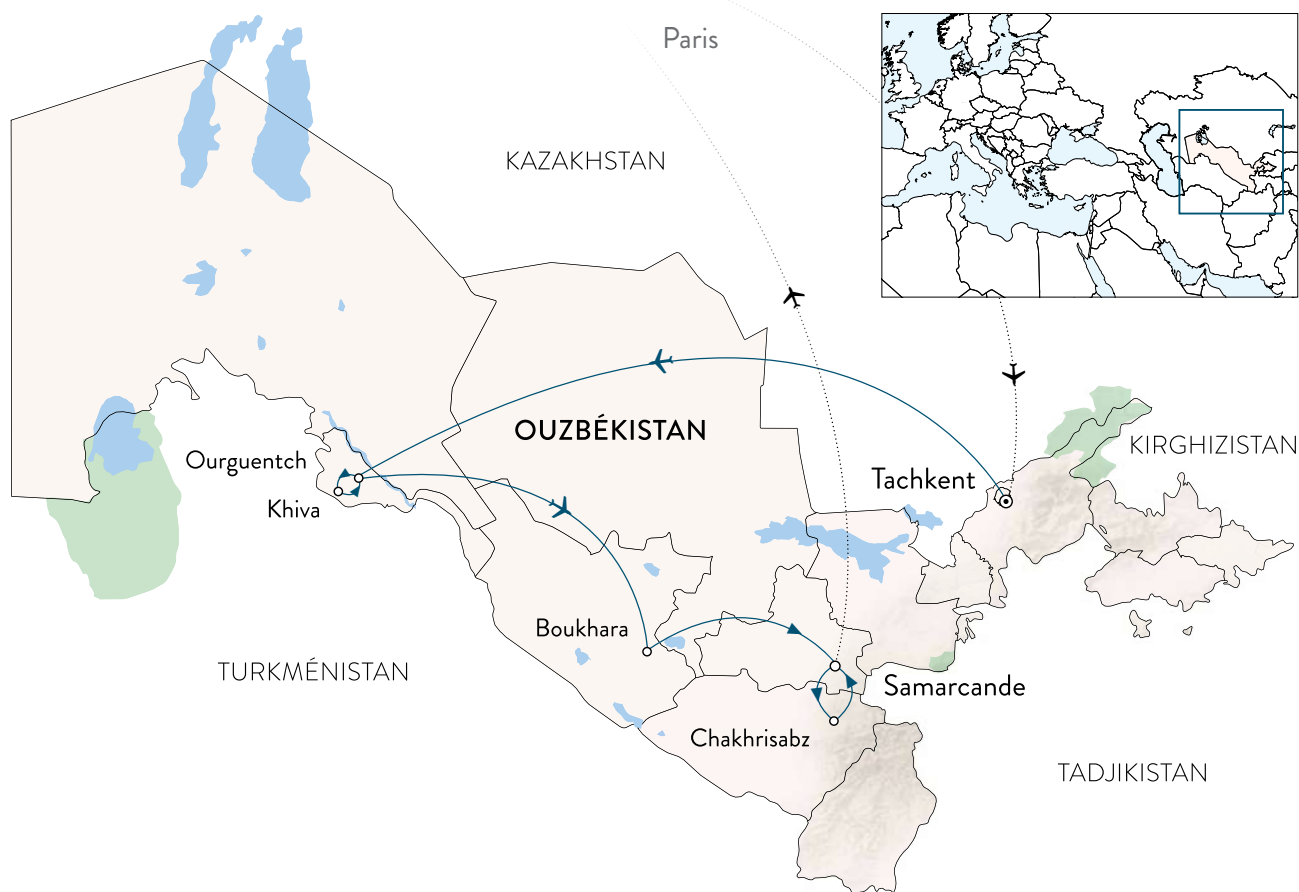 Paris
KAZAKHSTAN
OUZBÉKISTAN
KIRGHIZISTAN
Ourguentch
Tachkent
Khiva
Boukhara
TURKMÉNISTAN
Samarcande
Chakhrisabz
TADJIKISTAN